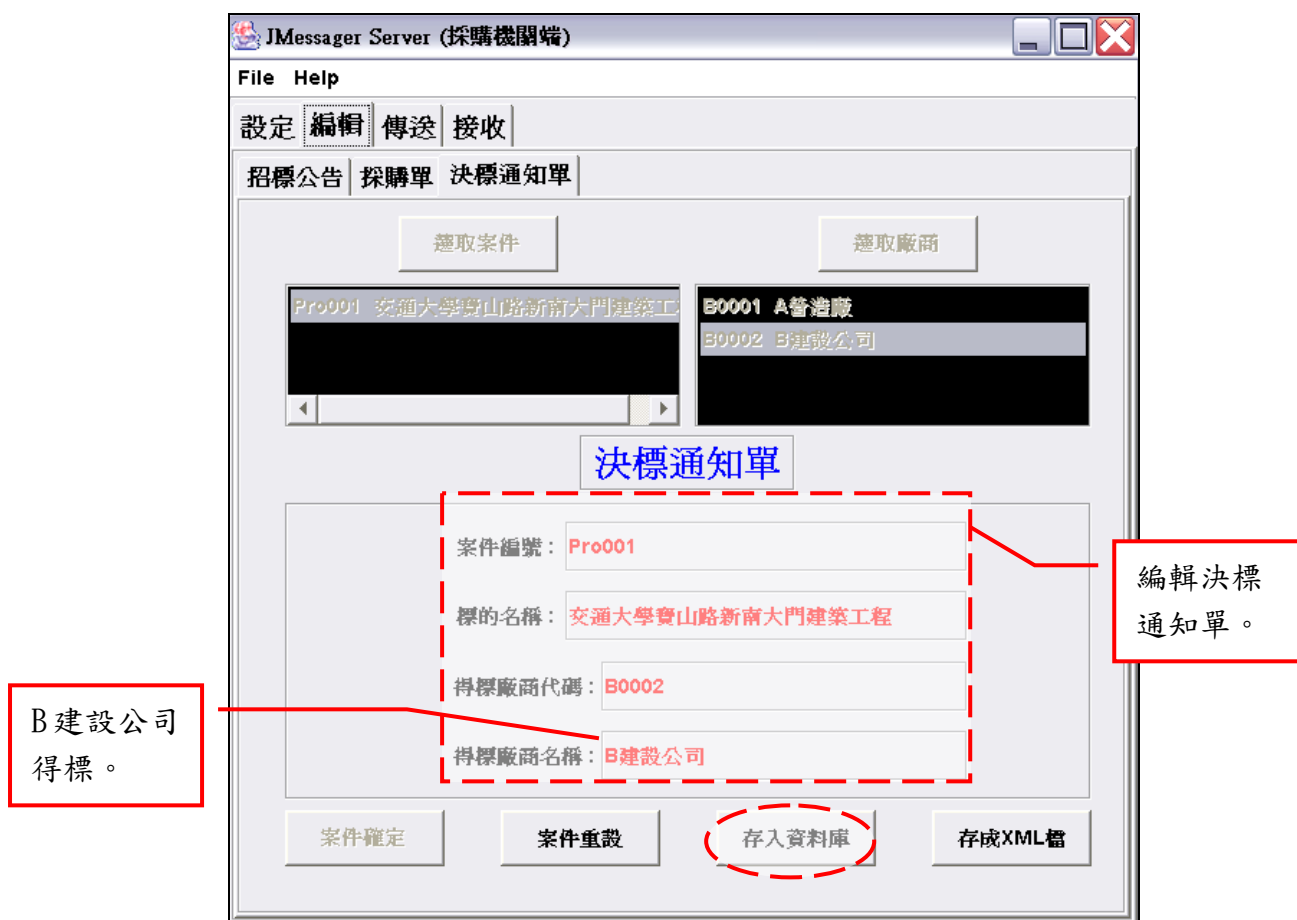 JMessager Server (採購機關端)
File Help
設定 編輯 傳送 接收
招標公告 採購單 決標通知單
選取案件 選取廠商
Pro001 交通大學寶山路新南大門建築工
B0001 A營造廠
B0002 B建設公司
決標通知單
案件編號：Pro001
標的名稱：交通大學寶山路新南大門建築工程
得標廠商代碼：B0002
得標廠商名稱：B建設公司
編輯決標
通知單。
B建設公司
得標。
案件確定 案件重設 存入資料庫 存成XML檔